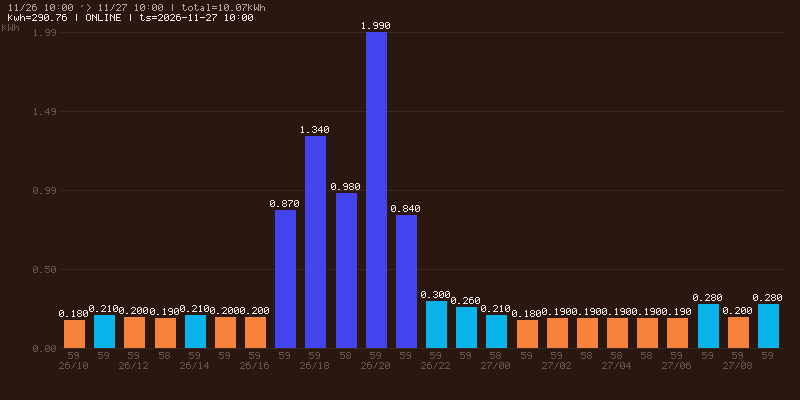 11/26 10:00 -> 11/27 10:00 | total=10.07kWh
Kwh=290.76 | ONLINE | ts=2026-11-27 10:00
kWh
1.99
1.49
0.99
0.50
0.00
0.180 0.210 0.200 0.190 0.210 0.200 0.200 0.870 1.340 0.980 1.990 0.840 0.300 0.260 0.210 0.180 0.190 0.190 0.190 0.190 0.190 0.280 0.200 0.280
59 59 59 58 59 59 59 59 59 58 59 59 59 59 58 59 59 58 58 58 59 59 59 59
26/10 26/12 26/14 26/16 26/18 26/20 26/22 27/00 27/02 27/04 27/06 27/08